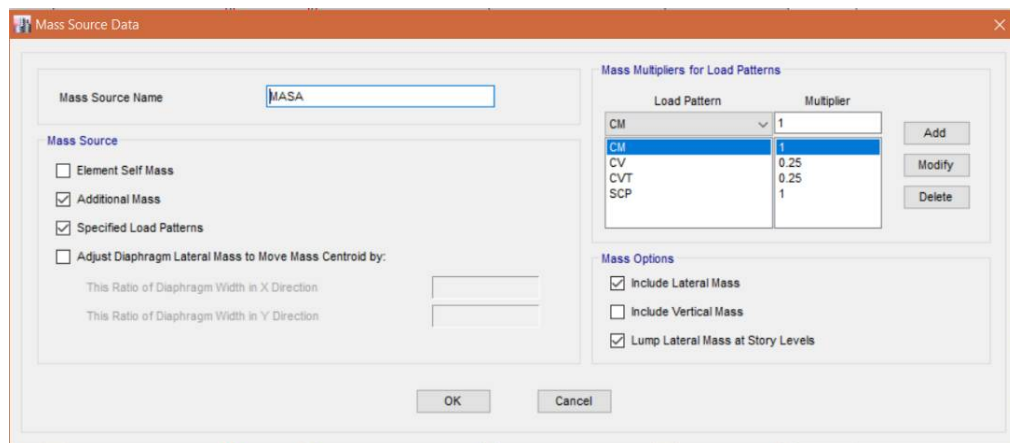 Mass Source Data
Mass Source Name MASA
Mass Source
Element Self Mass
Additional Mass
Specified Load Patterns
Adjust Diaphragm Lateral Mass to Move Mass Centroid by:
This Ratio of Diaphragm Width in X Direction
This Ratio of Diaphragm Width in Y Direction
Mass Multipliers for Load Patterns
Load Pattern Multiplier
CM 1
CM 1
CV 0.25
CVT 0.25
SCP 1
Add
Modify
Delete
Mass Options
Include Lateral Mass
Include Vertical Mass
Lump Lateral Mass at Story Levels
OK Cancel